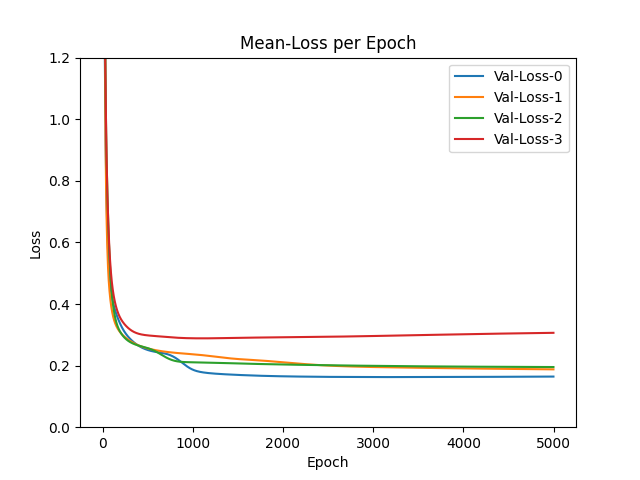 Mean-Loss per Epoch
1.2
1.0
0.8
0.6
0.4
0.2
0.0
Loss
Val-Loss-0
Val-Loss-1
Val-Loss-2
Val-Loss-3
0 1000 2000 3000 4000 5000
Epoch